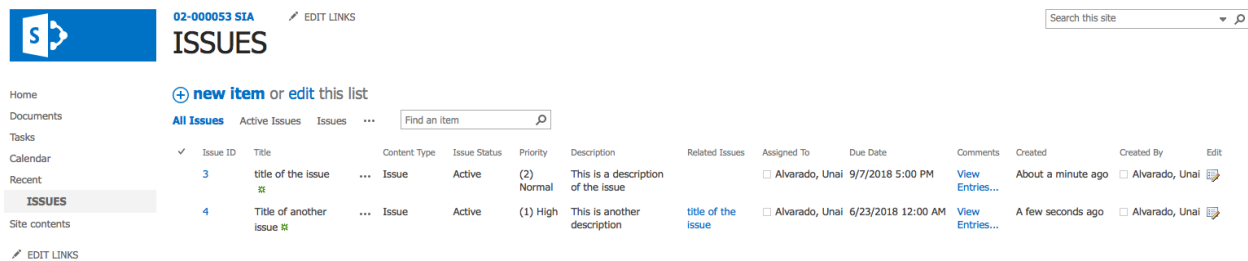 02-000053 SIA EDIT LINKS Search this site
S
ISSUES
Home
Documents
Tasks
Calendar
Recent
ISSUES
Site contents
EDIT LINKS
new item or edit this list
All Issues Active Issues Issues ... Find an item
Issue ID Title Content Type Issue Status Priority Description Related Issues Assigned To Due Date Comments Created Created By Edit
3 title of the issue ... Issue Active (2) Normal This is a description of the issue Alvarado, Unai 9/7/2018 5:00 PM View Entries... About a minute ago Alvarado, Unai
4 Title of another issue ... Issue Active (1) High This is another description title of the issue Alvarado, Unai 6/23/2018 12:00 AM View Entries... A few seconds ago Alvarado, Unai